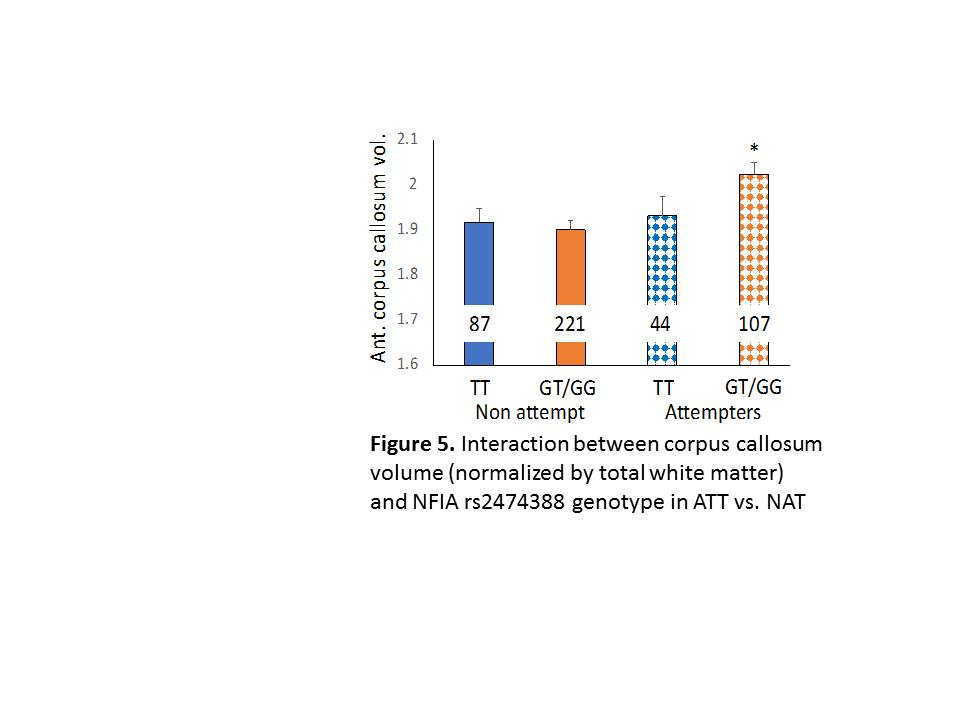 Ant. corpus callosum vol.
2.1
2
1.9
1.8
1.7
1.6
*
87 221 44 107
TT GT/GG TT GT/GG
Non attempt Attempters
Figure 5. Interaction between corpus callosum
volume (normalized by total white matter)
and NFIA rs2474388 genotype in ATT vs. NAT